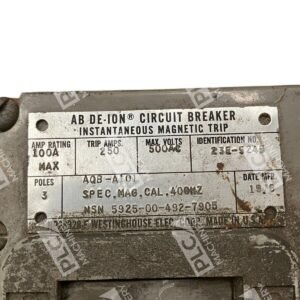 AB DE-ION® CIRCUIT BREAKER
INSTANTANEOUS MAGNETIC TRIP
AMP RATING TRIP AMPS. MAX. VOLTS IDENTIFICATION NO.
100A 250 500AC
MAX
POLES AQB-A101 DATE MFD.
3 SPEC. MAG. CAL. 400HZ
NSN 5925-00-492-7905
WESTINGHOUSE ELEC. CORP. MADE IN U.S.A.